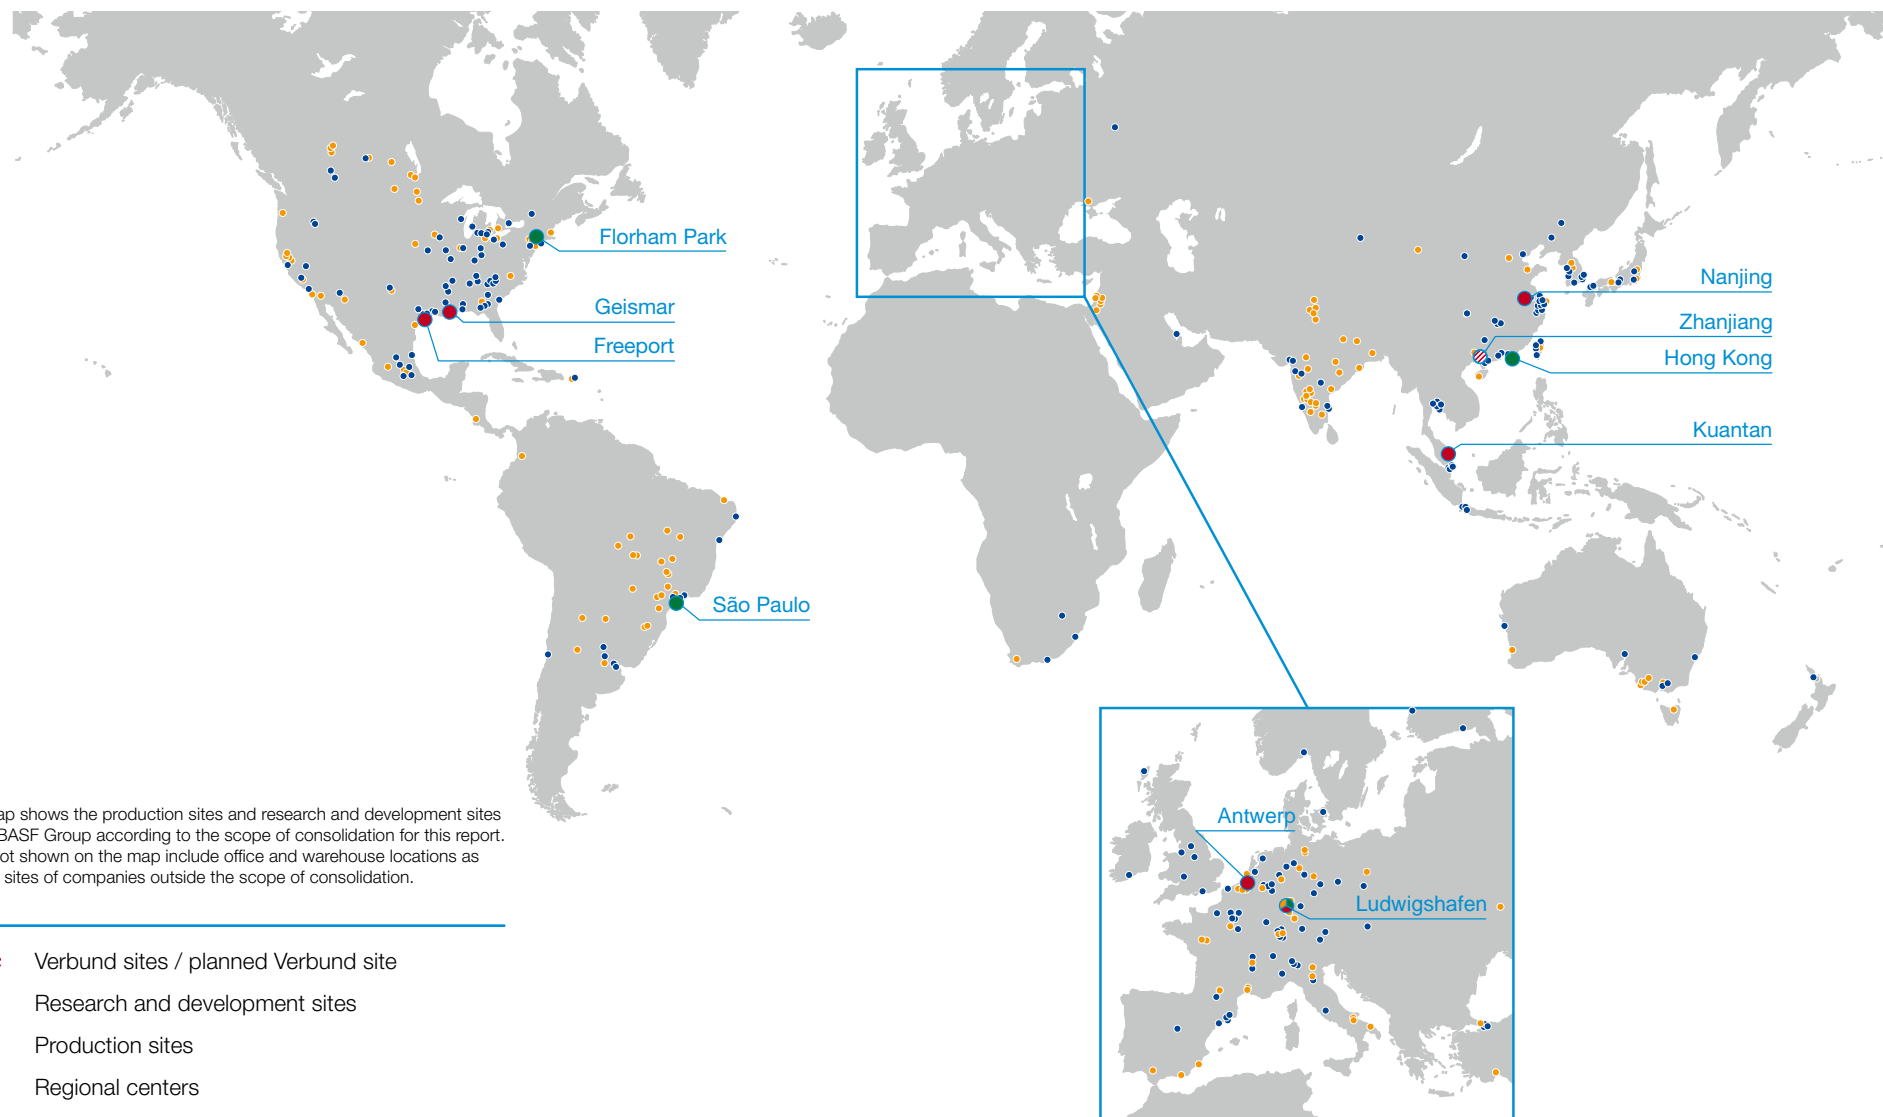 Florham Park
Geismar
Freeport
Nanjing
Zhanjiang
Hong Kong
Kuantan
São Paulo
Antwerp
Ludwigshafen
shows the production sites and research and development sites
BASF Group according to the scope of consolidation for this report.
shown on the map include office and warehouse locations as
sites of companies outside the scope of consolidation.
Verbund sites / planned Verbund site
Research and development sites
Production sites
Regional centers